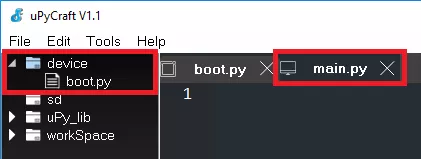 uPyCraft V1.1
File Edit Tools Help
device
boot.py
sd
uPy_lib
workSpace
boot.py
main.py
1